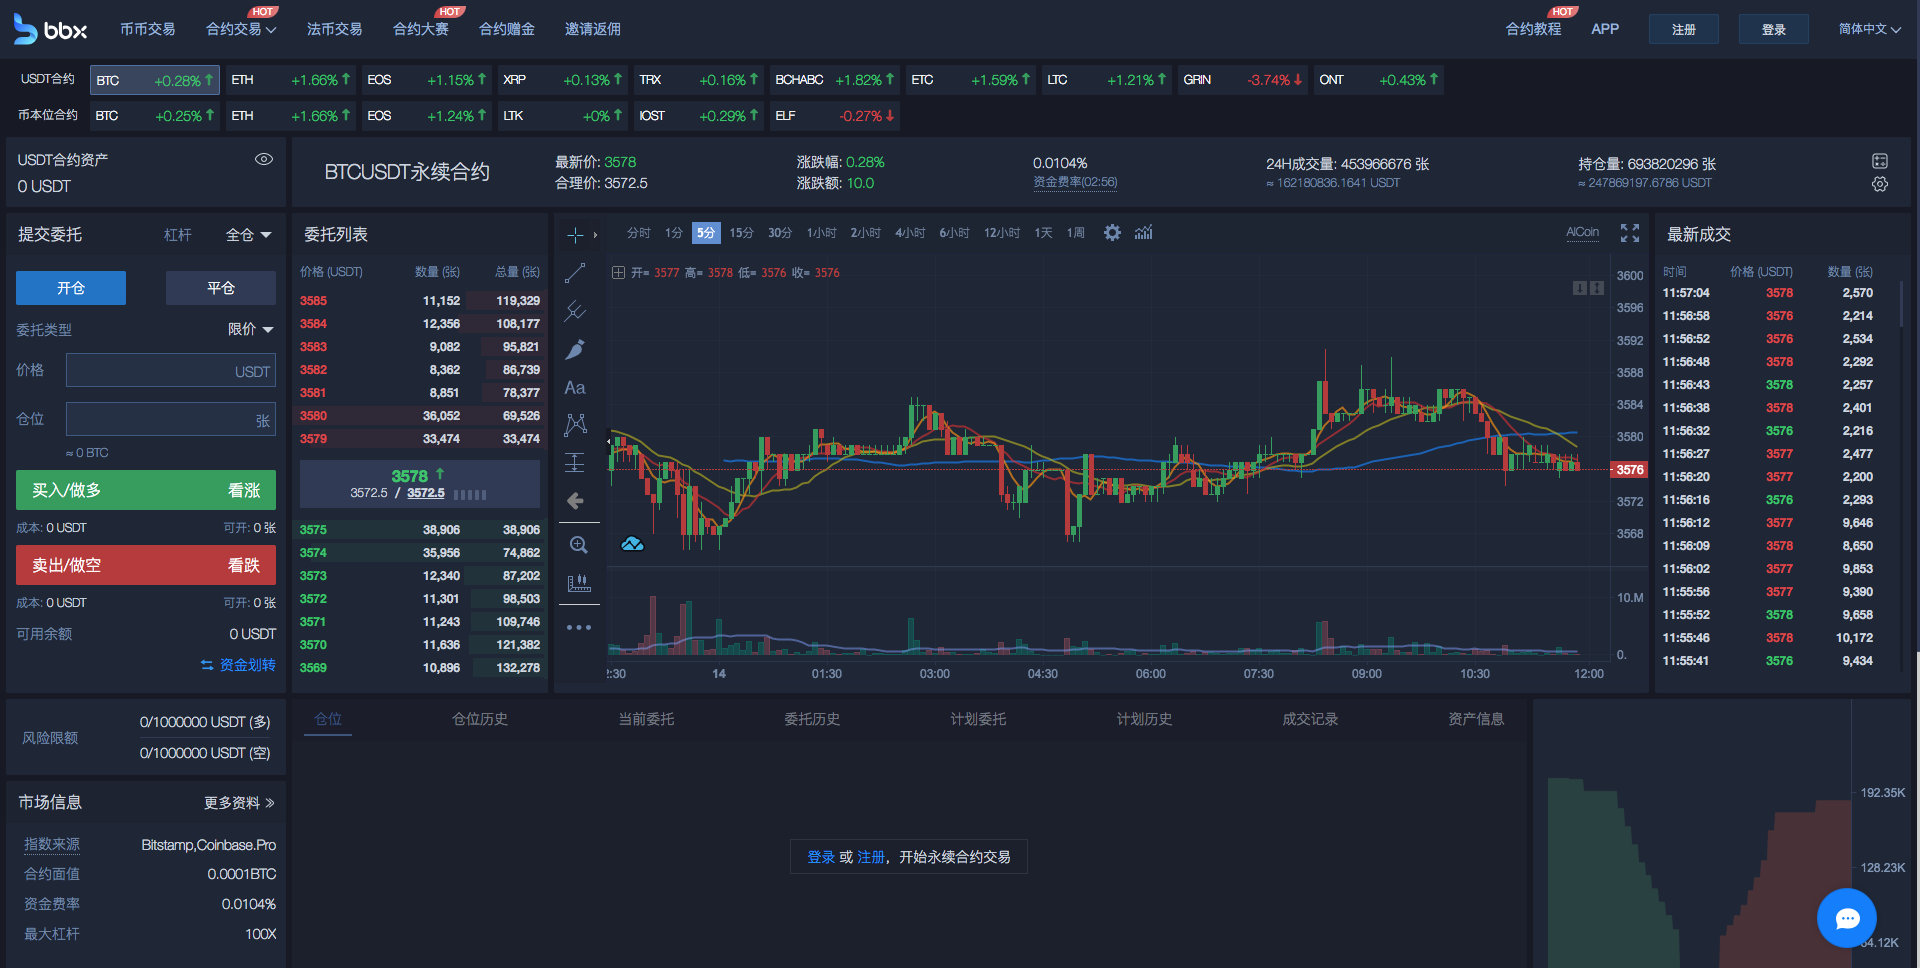 bbx 币币交易 合约交易 HOT 法币交易 合约大赛 HOT 合约赠金 邀请返佣 合约教程 HOT APP 注册 登录 简体中文
USDT合约 BTC +0.28% ETH +1.66% EOS +1.15% XRP +0.13% TRX +0.16% BCHABC +1.82% ETC +1.59% LTC +1.21% GRIN -3.74% ONT +0.43%
币本位合约 BTC +0.25% ETH +1.66% EOS +1.24% LTK +0% IOST +0.29% ELF -0.27%
USDT合约资产
0 USDT
BTCUSDT永续合约
最新价: 3578
合理价: 3572.5
涨跌幅: 0.28%
涨跌额: 10.0
0.0104%
资金费率(02:56)
24H成交量: 453966676 张
≈ 162180836.1641 USDT
持仓量: 693820296 张
≈ 247869197.6786 USDT
提交委托 杠杆 全仓
开仓 平仓
委托类型 限价
价格 USDT
仓位 张
≈ 0 BTC
买入/做多 看涨
成本: 0 USDT 可开: 0 张
卖出/做空 看跌
成本: 0 USDT 可开: 0 张
可用余额 0 USDT
资金划转
委托列表
价格 (USDT) 数量 (张) 总量 (张)
3585 11,152 119,329
3584 12,356 108,177
3583 9,082 95,821
3582 8,362 86,739
3581 8,851 78,377
3580 36,052 69,526
3579 33,474 33,474
3578
3572.5 / 3572.5
3575 38,906 38,906
3574 35,956 74,862
3573 12,340 87,202
3572 11,301 98,503
3571 11,243 109,746
3570 11,636 121,382
3569 10,896 132,278
分时 1分 5分 15分 30分 1小时 2小时 4小时 6小时 12小时 1天 1周 AICoin
开= 3577 高= 3578 低= 3576 收= 3576
Aa
3600
3596
3592
3588
3584
3580
3576
3572
3568
10.M
0.
:30 14 01:30 03:00 04:30 06:00 07:30 09:00 10:30 12:00
最新成交
时间 价格 (USDT) 数量 (张)
11:57:04 3578 2,570
11:56:58 3576 2,214
11:56:52 3576 2,534
11:56:48 3578 2,292
11:56:43 3578 2,257
11:56:38 3578 2,401
11:56:32 3576 2,216
11:56:27 3577 2,477
11:56:20 3577 2,200
11:56:16 3576 2,293
11:56:12 3577 9,646
11:56:09 3578 8,650
11:56:02 3577 9,853
11:55:56 3577 9,390
11:55:52 3578 9,658
11:55:46 3578 10,172
11:55:41 3576 9,434
风险限额
0/1000000 USDT (多)
0/1000000 USDT (空)
市场信息 更多资料
指数来源 Bitstamp,Coinbase.Pro
合约面值 0.0001BTC
资金费率 0.0104%
最大杠杆 100X
仓位 仓位历史 当前委托 委托历史 计划委托 计划历史 成交记录 资产信息
登录 或 注册，开始永续合约交易
192.35K
128.23K
64.12K